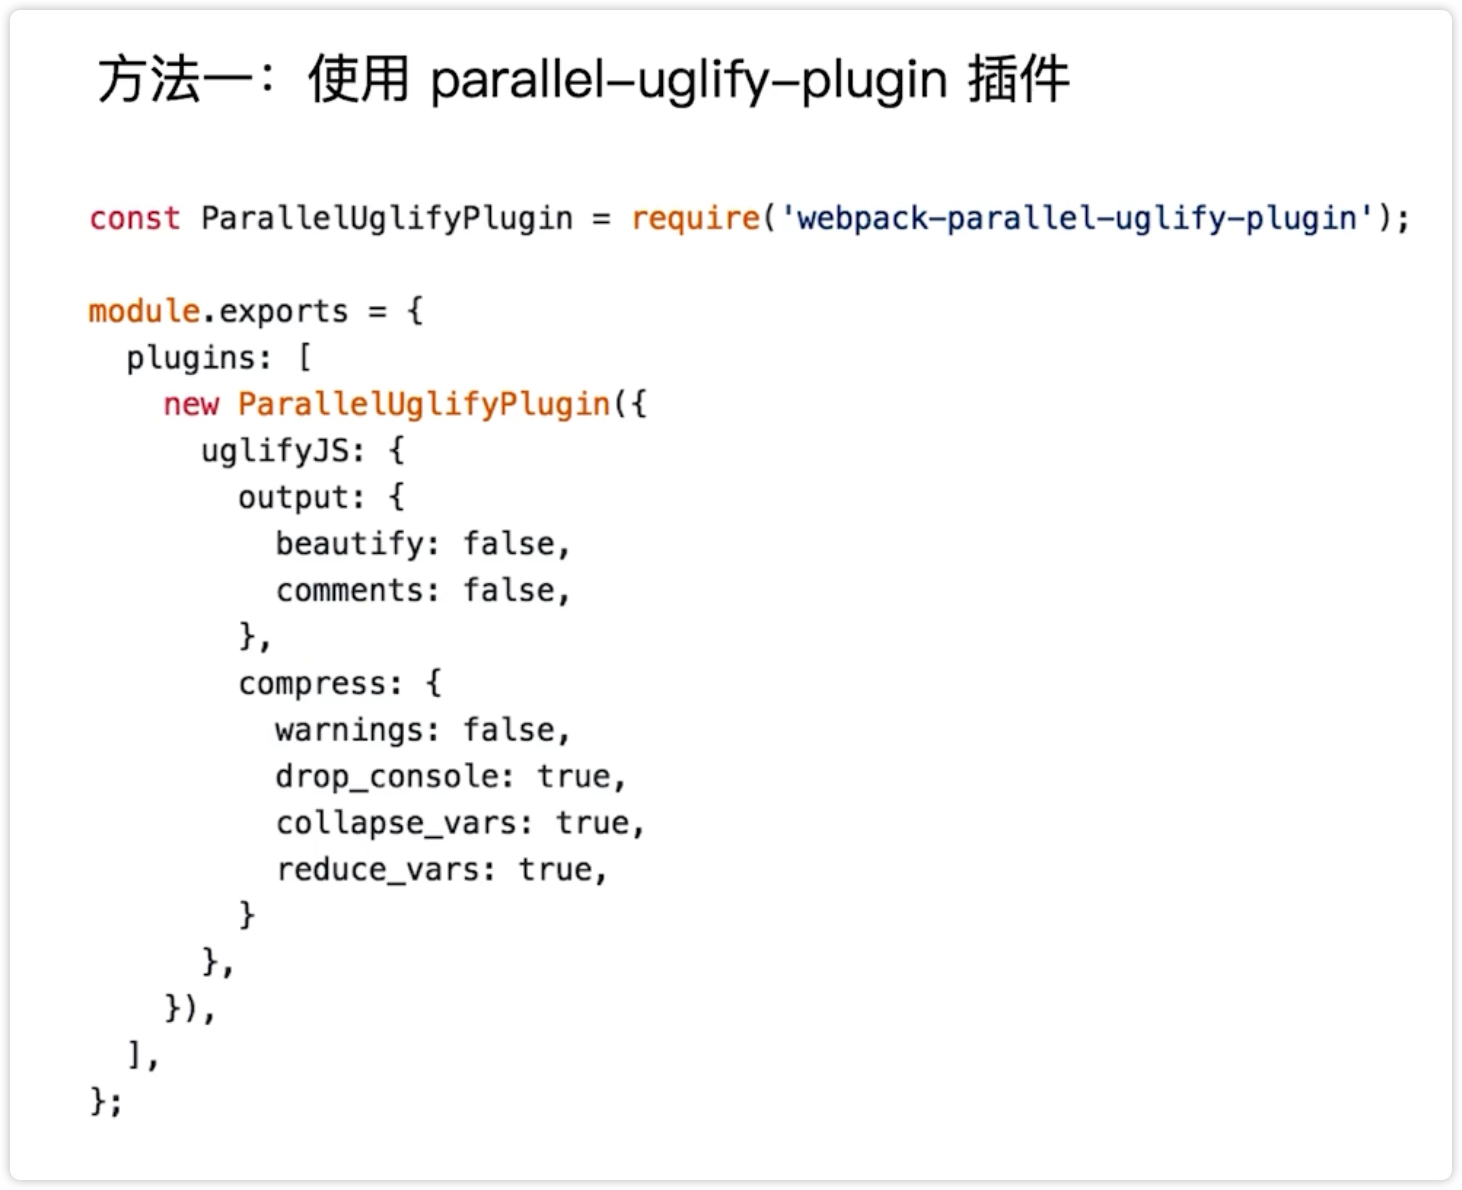 方法一：使用 parallel-uglify-plugin 插件
const ParallelUglifyPlugin = require('webpack-parallel-uglify-plugin');
module.exports = {
  plugins: [
    new ParallelUglifyPlugin({
      uglifyJS: {
        output: {
          beautify: false,
          comments: false,
        },
        compress: {
          warnings: false,
          drop_console: true,
          collapse_vars: true,
          reduce_vars: true,
        }
      },
    }),
  ],
};